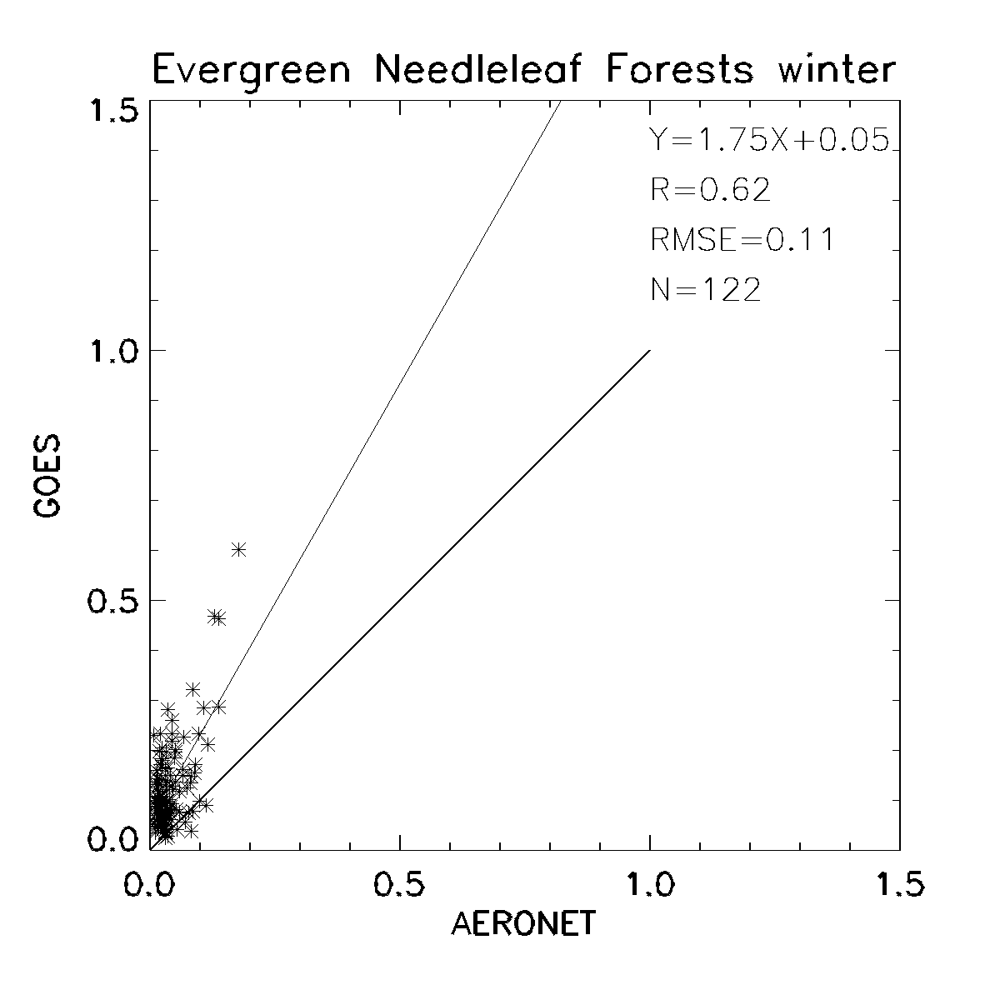 Evergreen Needleleaf Forests winter
1.5
Y=1.75X+0.05
R=0.62
RMSE=0.11
N=122
1.0
GOES
0.5
0.0
0.0 0.5 1.0 1.5
AERONET